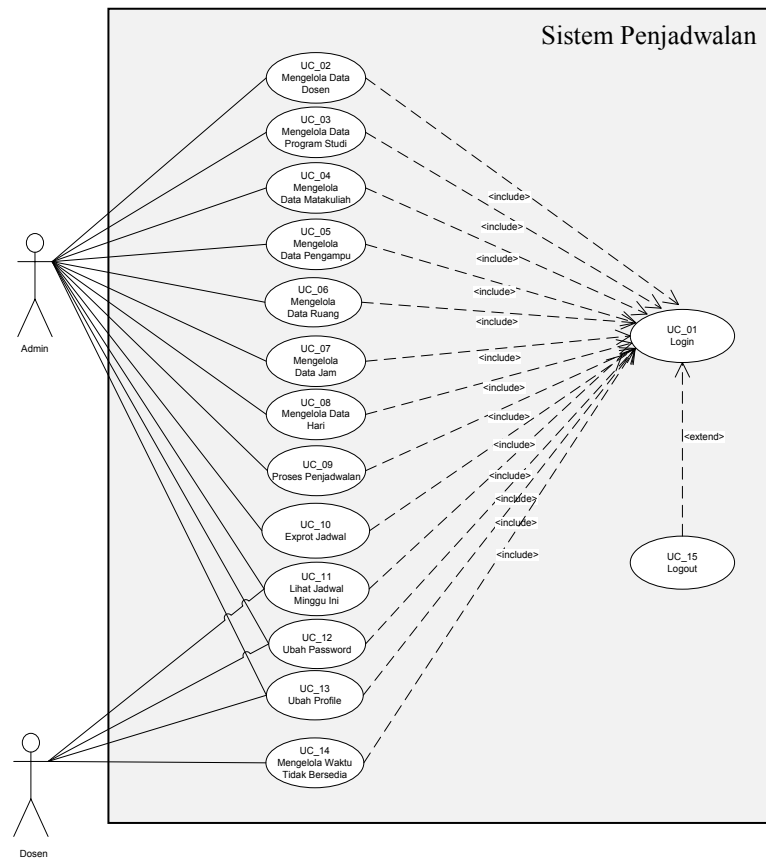 Sistem Penjadwalan
UC_02
Mengelola Data
Dosen
UC_03
Mengelola Data
Program Studi
UC_04
Mengelola
Data Matakuliah
<include>
UC_05
Mengelola
Data Pengampu
<include>
<include>
UC_06
Mengelola
Data Ruang
<include>
<include>
UC_01
Login
Admin
UC_07
Mengelola
Data Jam
<include>
UC_08
Mengelola Data
Hari
<include>
<extend>
UC_09
Proses Penjadwalan
<include>
<include>
<include>
UC_10
Exprot Jadwal
<include>
<include>
UC_15
Logout
UC_11
Lihat Jadwal
Minggu Ini
UC_12
Ubah Password
UC_13
Ubah Profile
UC_14
Mengelola Waktu
Tidak Bersedia
Dosen